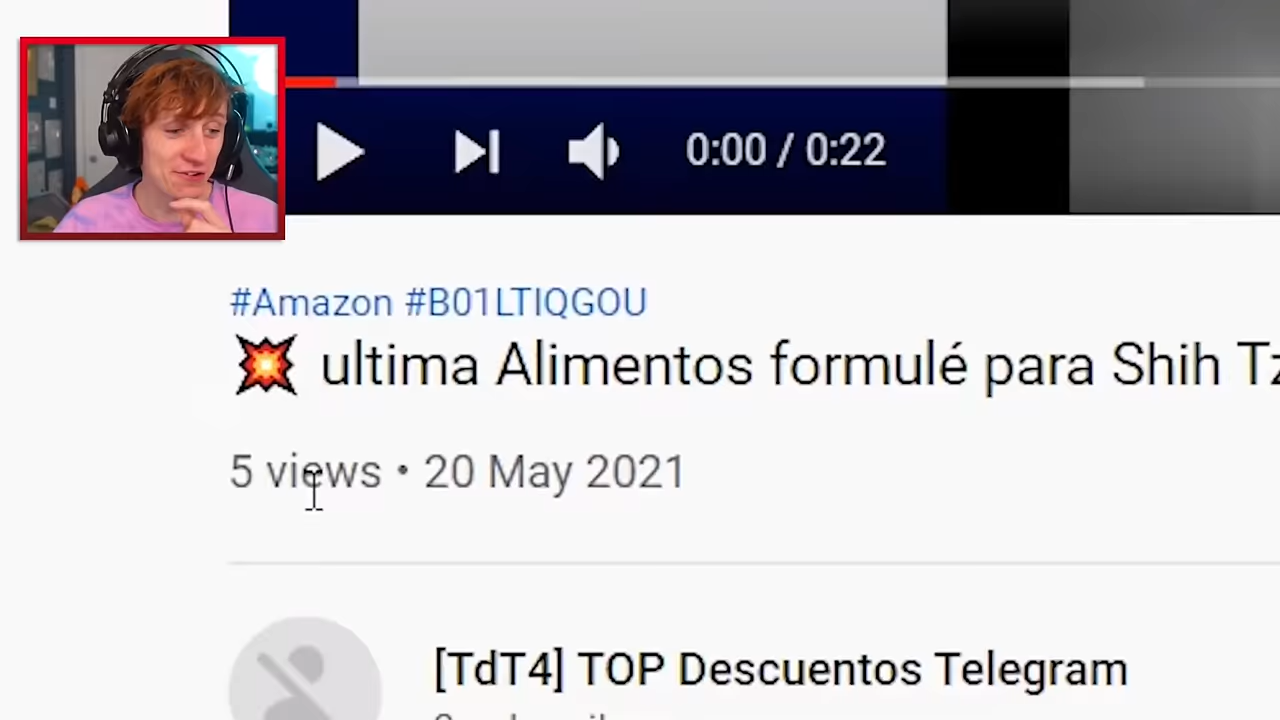 0:00 / 0:22
#Amazon #B01LTIQGOU
💥 ultima Alimentos formulé para Shih
5 views • 20 May 2021
[TdT4] TOP Descuentos Telegram